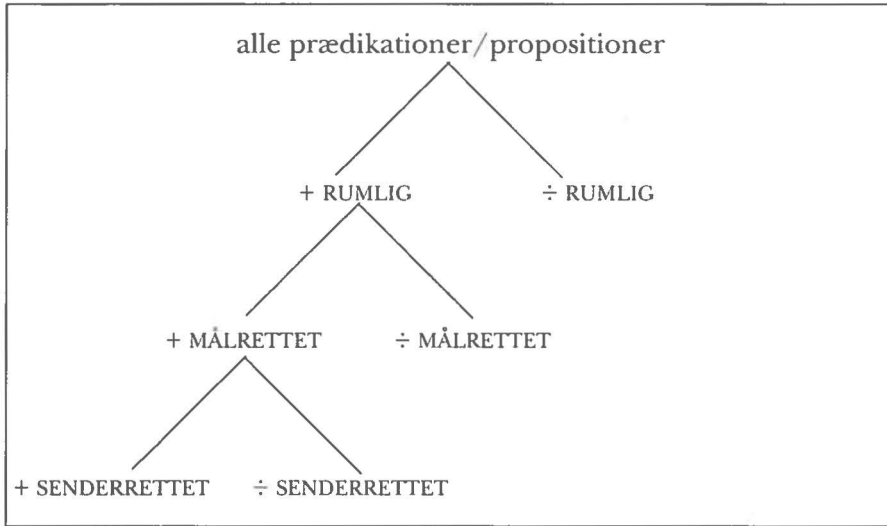 alle prædikationer/propositioner
+ RUMLIG ÷ RUMLIG
+ MÅLRETTET ÷ MÅLRETTET
+ SENDERRETTET ÷ SENDERRETTET